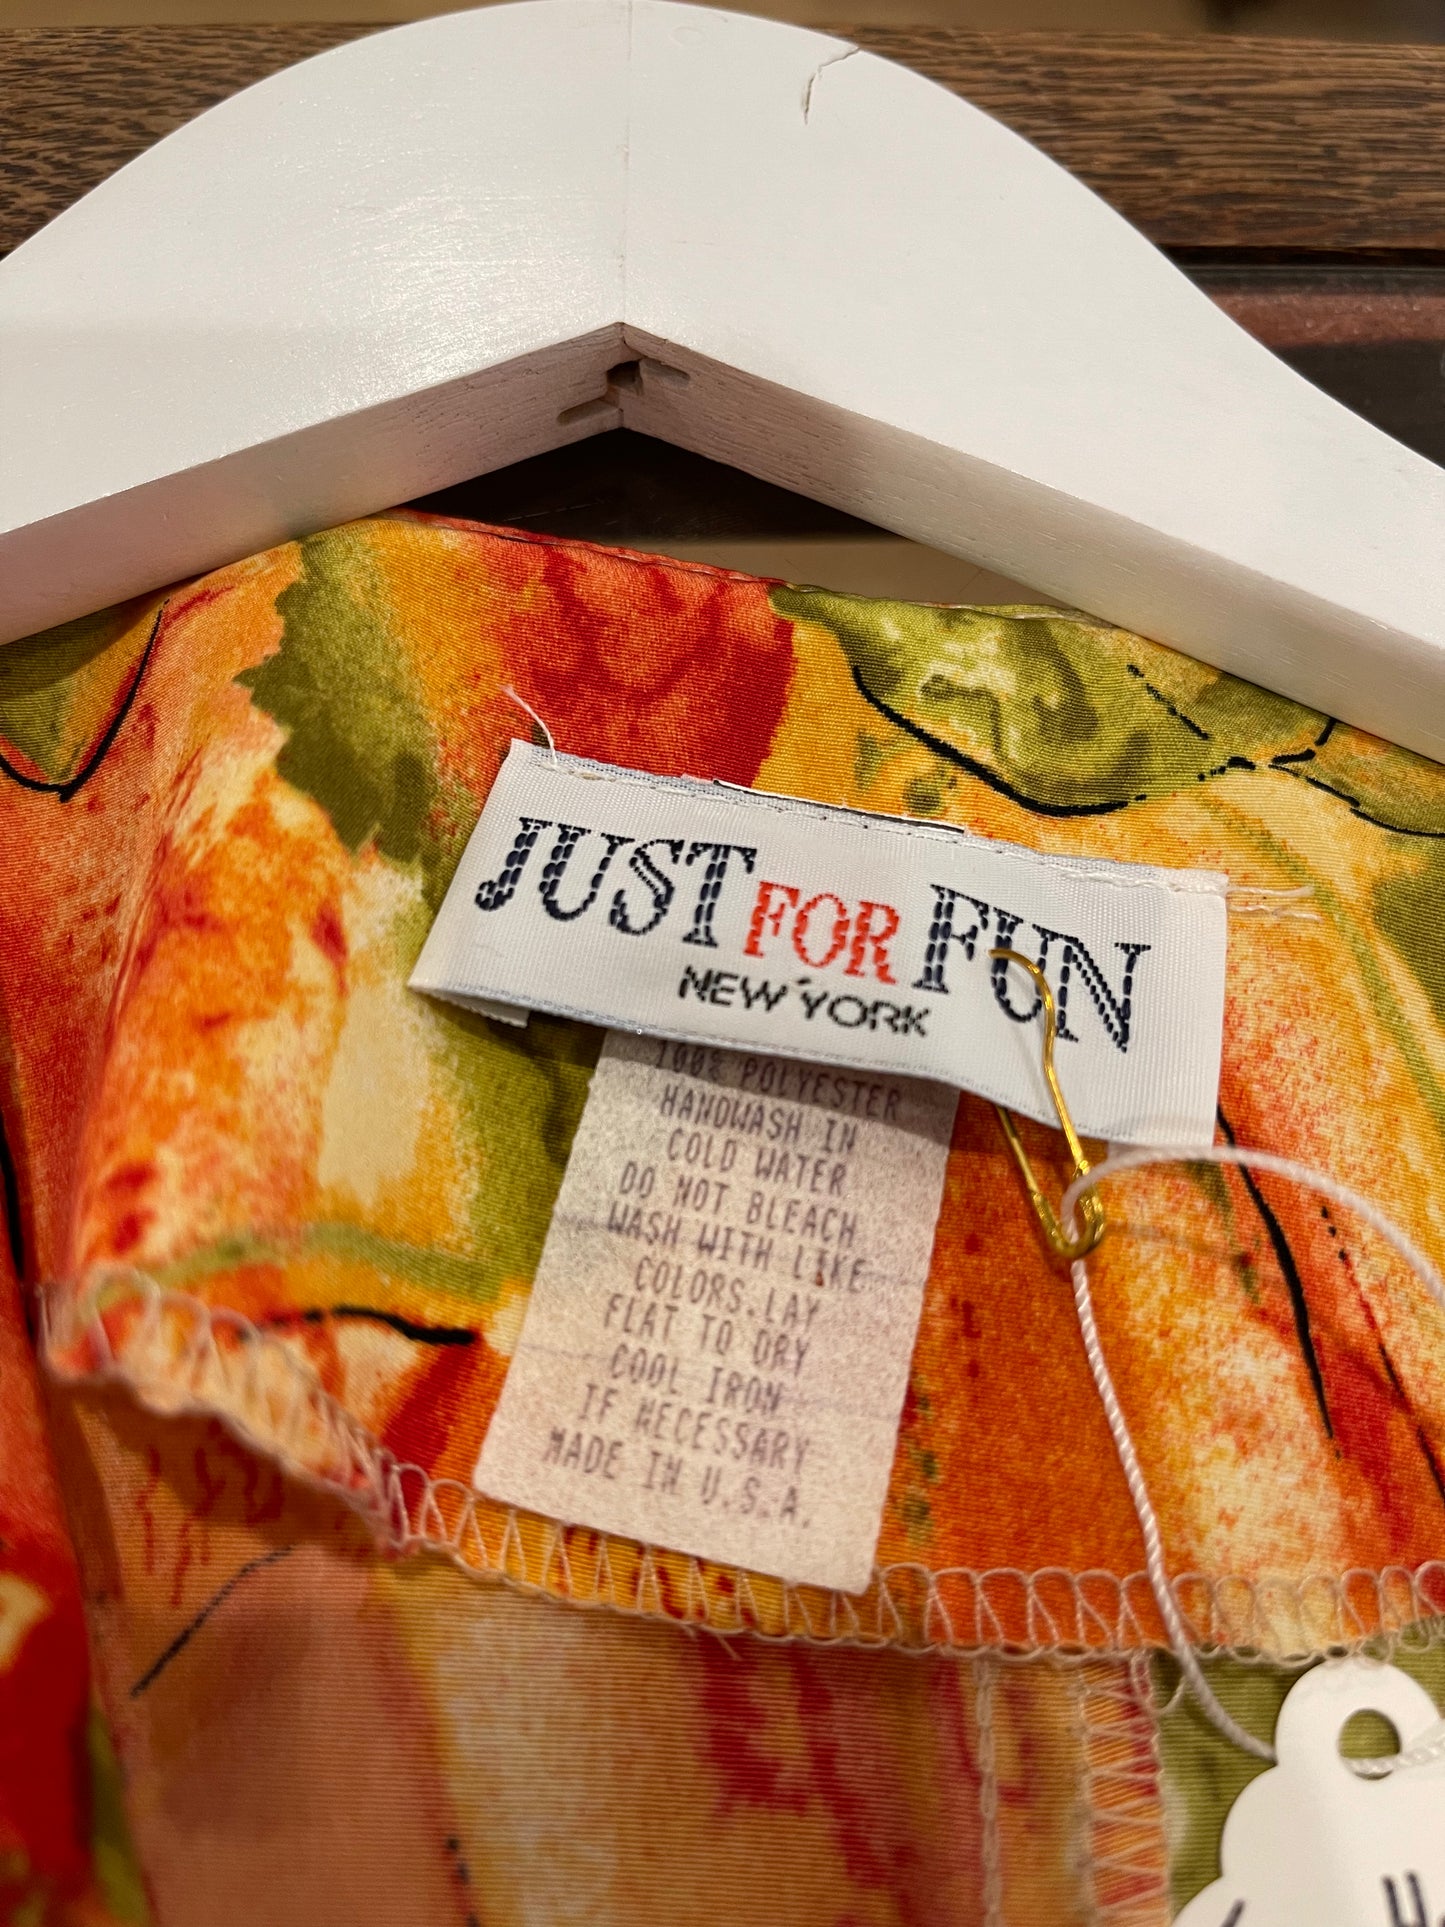 JUST FOR FUN
NEW YORK
100% POLYESTER
HANDWASH IN
COLD WATER
DO NOT BLEACH
WASH WITH LIKE
COLORS.LAY
FLAT TO DRY
COOL IRON
IF NECESSARY
MADE IN U.S.A.